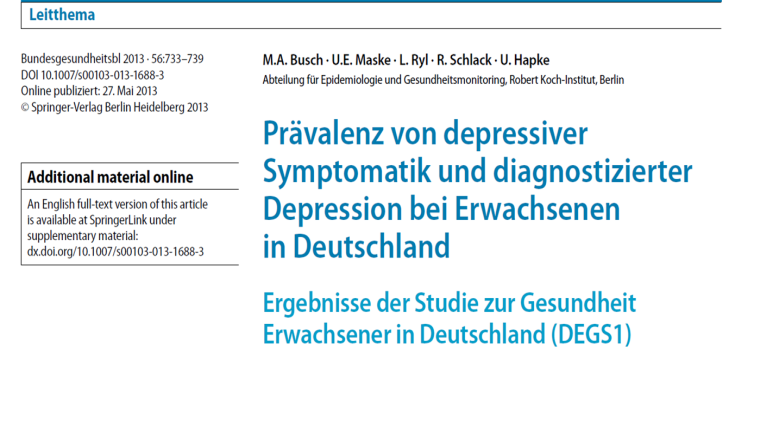 Leitthema
Bundesgesundheitsbl 2013 · 56:733–739
DOI 10.1007/s00103-013-1688-3
Online publiziert: 27. Mai 2013
© Springer-Verlag Berlin Heidelberg 2013
Additional material online
An English full-text version of this article
is available at SpringerLink under
supplementary material:
dx.doi.org/10.1007/s00103-013-1688-3
M.A. Busch · U.E. Maske · L. Ryl · R. Schlack · U. Hapke
Abteilung für Epidemiologie und Gesundheitsmonitoring, Robert Koch-Institut, Berlin
Prävalenz von depressiver
Symptomatik und diagnostizierter
Depression bei Erwachsenen
in Deutschland
Ergebnisse der Studie zur Gesundheit
Erwachsener in Deutschland (DEGS1)